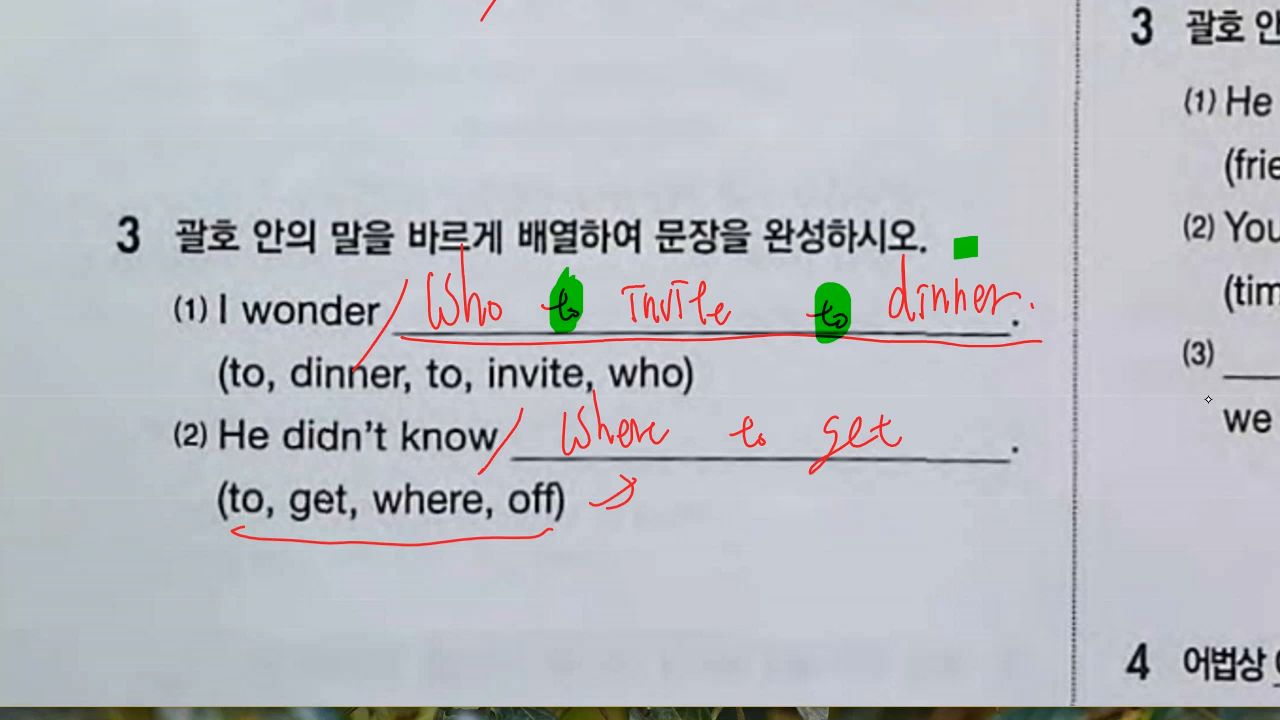 3 괄호 안의 말을 바르게 배열하여 문장을 완성하시오.
(1) I wonder who to invite to dinner.
(to, dinner, to, invite, who)
(2) He didn't know where to get .
(to, get, where, off)
3 괄호 안
(1) He
(2) You
(3)
we
4 어법상